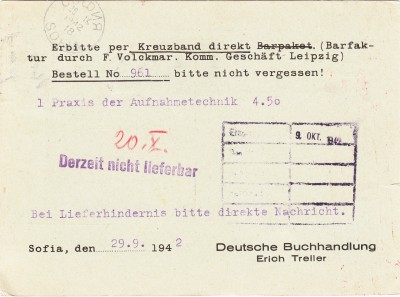 Erbitte per Kreuzband direkt Barpaket. (Barfak-
tur durch F. Volckmar. Komm. Geschäft Leipzig)
Bestell No 961 bitte nicht vergessen!
1 Praxis der Aufnahmetechnik 4.50
20.X.
Derzeit nicht lieferbar
9. OKT. 1942
Bei Lieferhindernis bitte direkte Nachricht.
Sofia, den 29.9. 1942
Deutsche Buchhandlung
Erich Treller